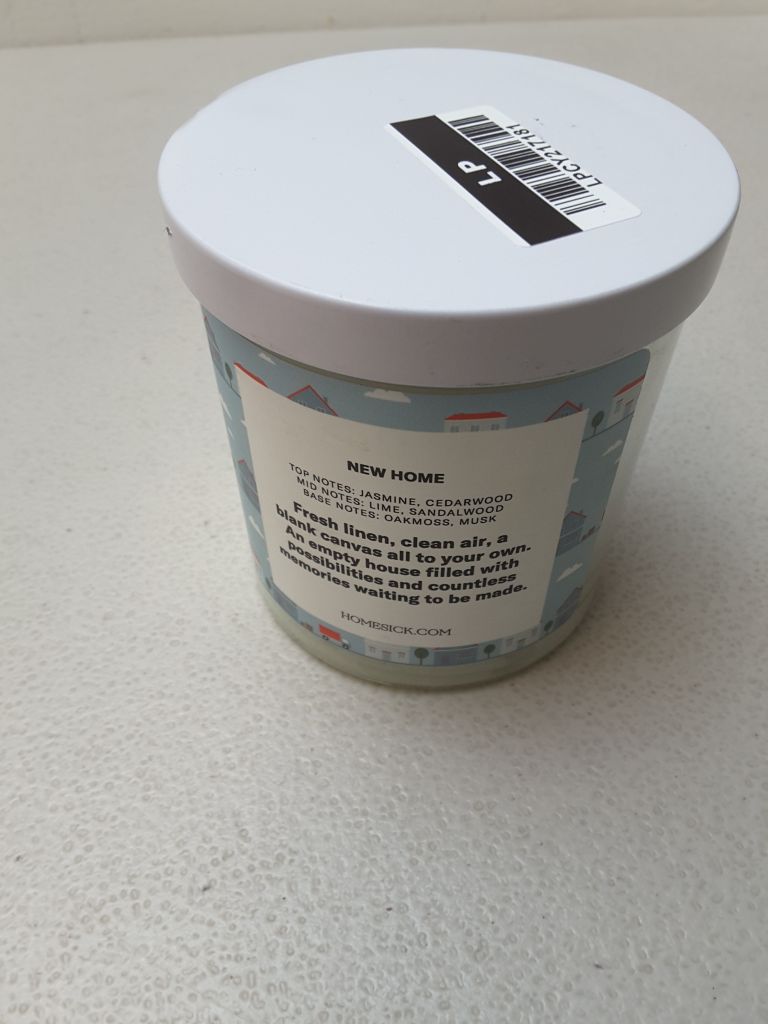 LP
LPCY217181
NEW HOME
TOP NOTES: JASMINE, CEDARWOOD
MID NOTES: LIME, SANDALWOOD
BASE NOTES: OAKMOSS, MUSK
Fresh linen, clean air, a
blank canvas all to your own.
An empty house filled with
possibilities and countless
memories waiting to be made.
HOMESICK.COM